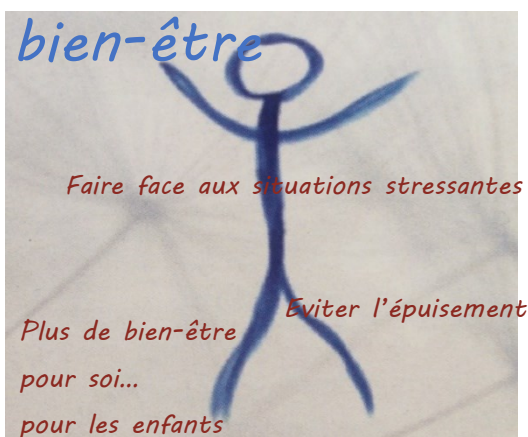 bien-être
Faire face aux situations stressantes
Eviter l'épuisement
Plus de bien-être
pour soi...
pour les enfants